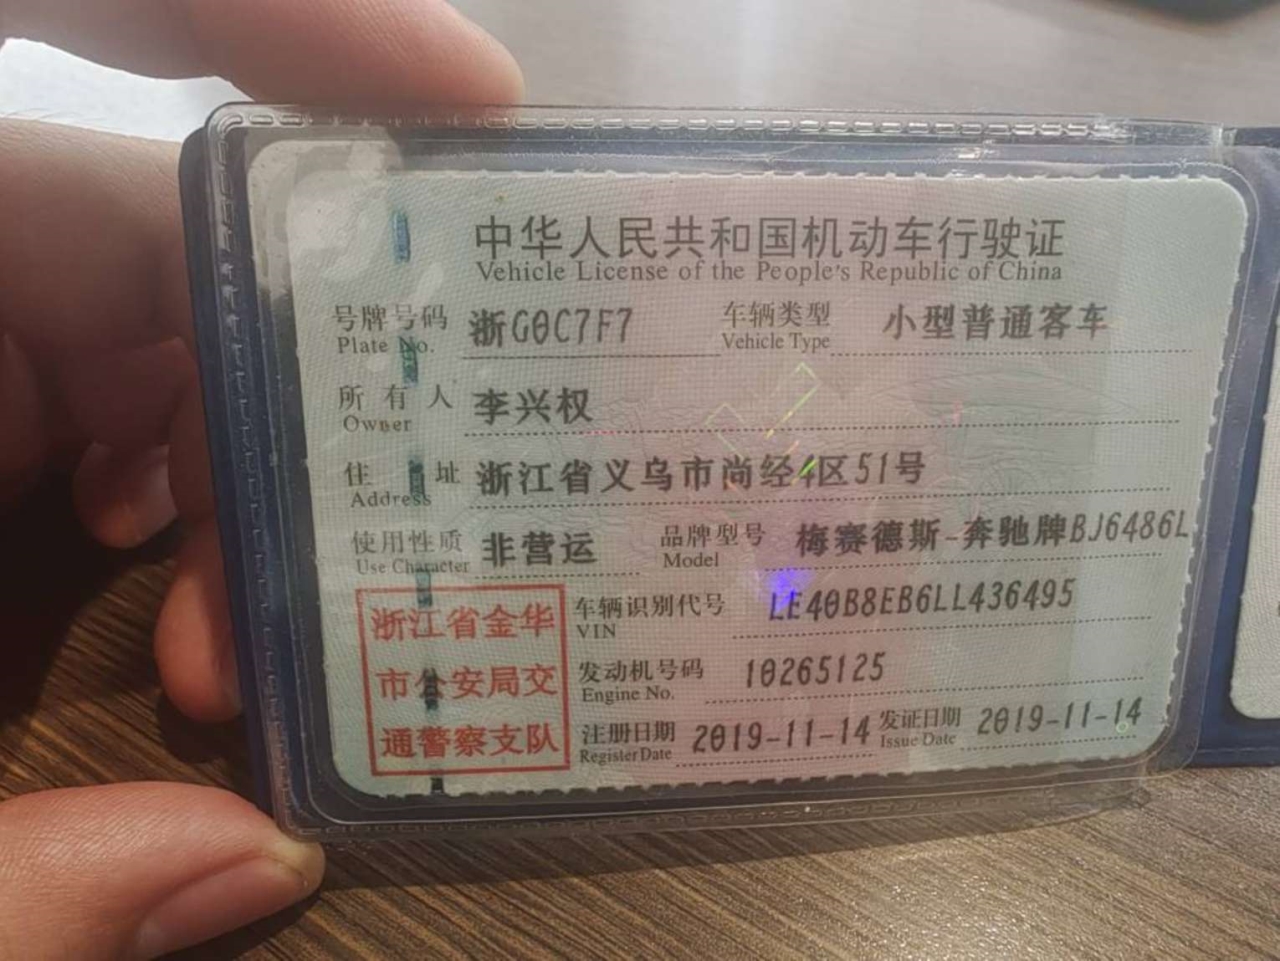 中华人民共和国机动车行驶证
Vehicle License of the People's Republic of China
号牌号码 浙G0C7F7 车辆类型 小型普通客车
Plate No. Vehicle Type
所有人 李兴权
Owner
住址 浙江省义乌市尚经4区51号
Address
使用性质 非营运 品牌型号 梅赛德斯-奔驰牌BJ6486L
Use Character Model
浙江省金华 车辆识别代号 LE40B8EB6LL436495
VIN
市公安局交 发动机号码 10265125
Engine No.
通警察支队 注册日期 2019-11-14 发证日期 2019-11-14
Register Date Issue Date